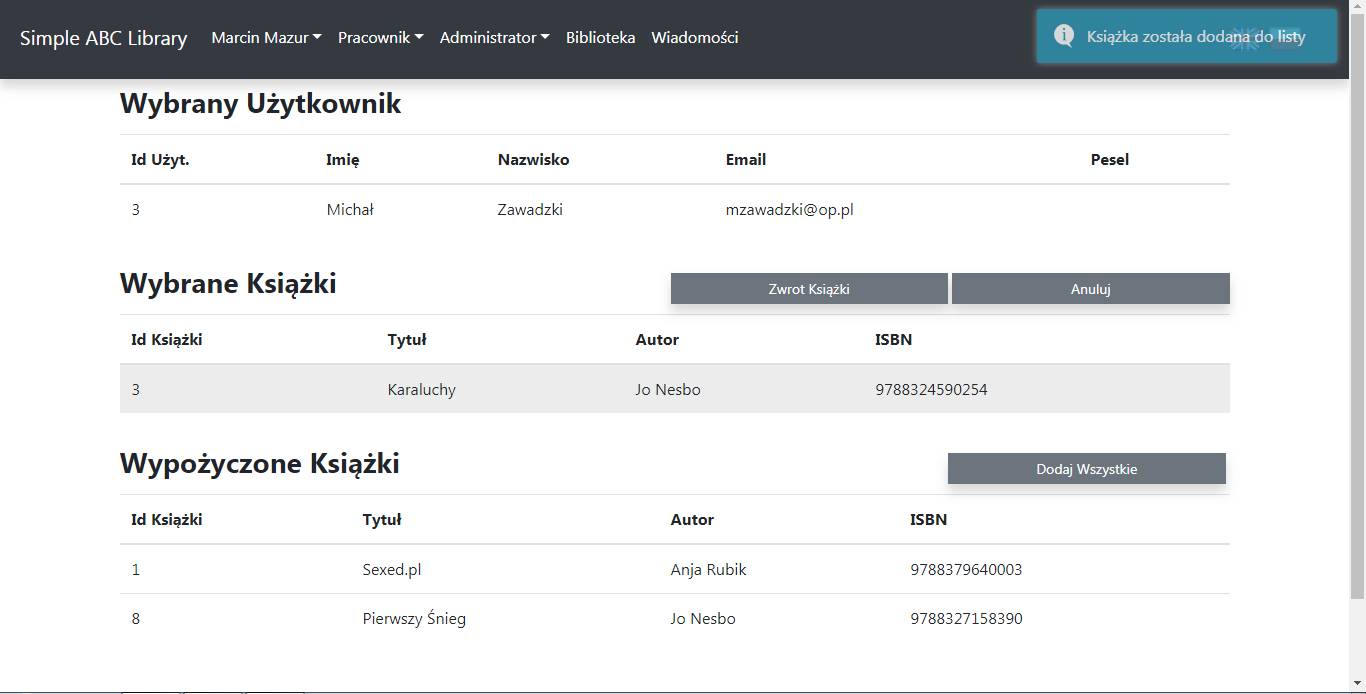 Simple ABC Library Marcin Mazur Pracownik Administrator Biblioteka Wiadomości
Książka została dodana do listy
Wybrany Użytkownik
Id Użyt. Imię Nazwisko Email Pesel
3 Michał Zawadzki mzawadzki@op.pl
Wybrane Książki Zwrot Książki Anuluj
Id Książki Tytuł Autor ISBN
3 Karaluchy Jo Nesbo 9788324590254
Wypożyczone Książki Dodaj Wszystkie
Id Książki Tytuł Autor ISBN
1 Sexed.pl Anja Rubik 9788379640003
8 Pierwszy Śnieg Jo Nesbo 9788327158390